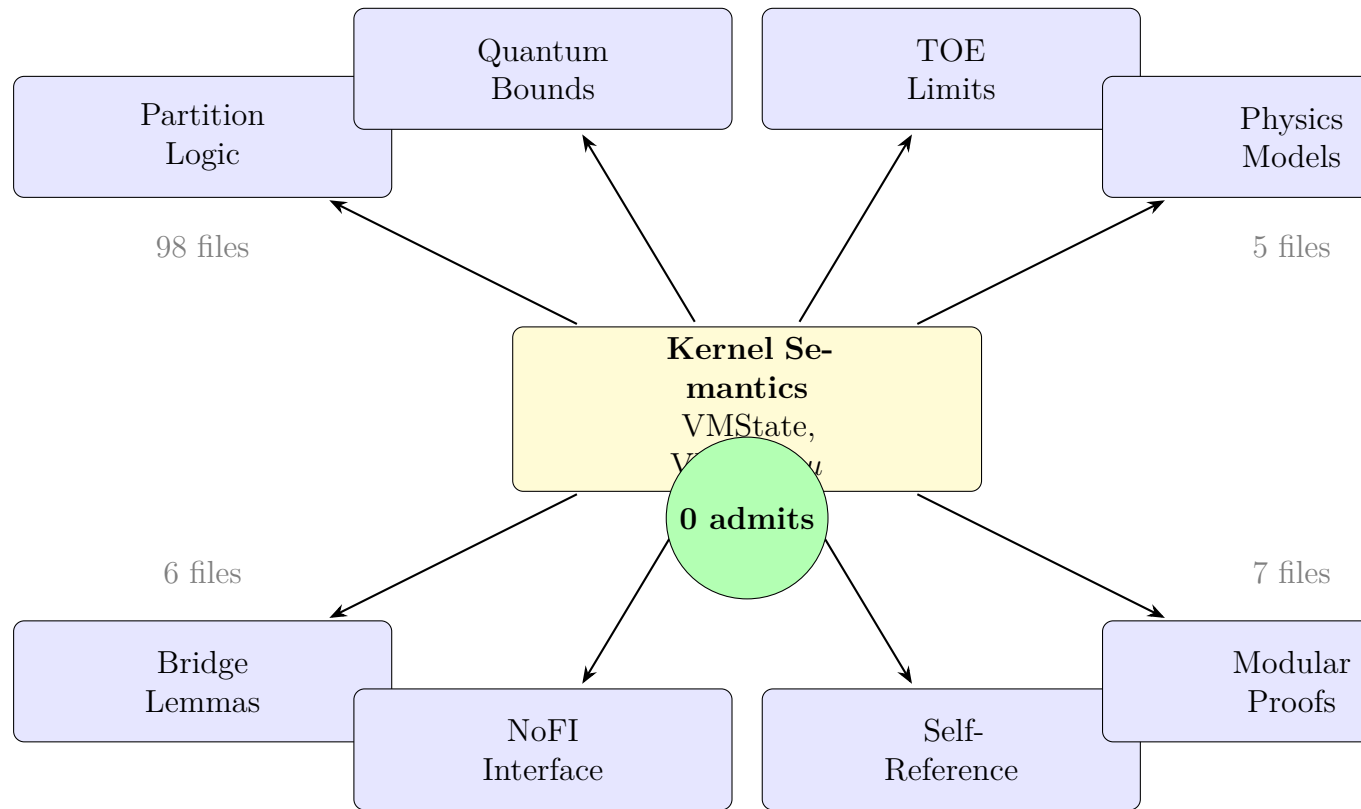 Quantum
Bounds
TOE
Limits
Partition
Logic
Physics
Models
98 files
5 files
Kernel Se-
mantics
VMState,
0 admits
6 files
7 files
Bridge
Lemmas
Modular
Proofs
NoFI
Interface
Self-
Reference